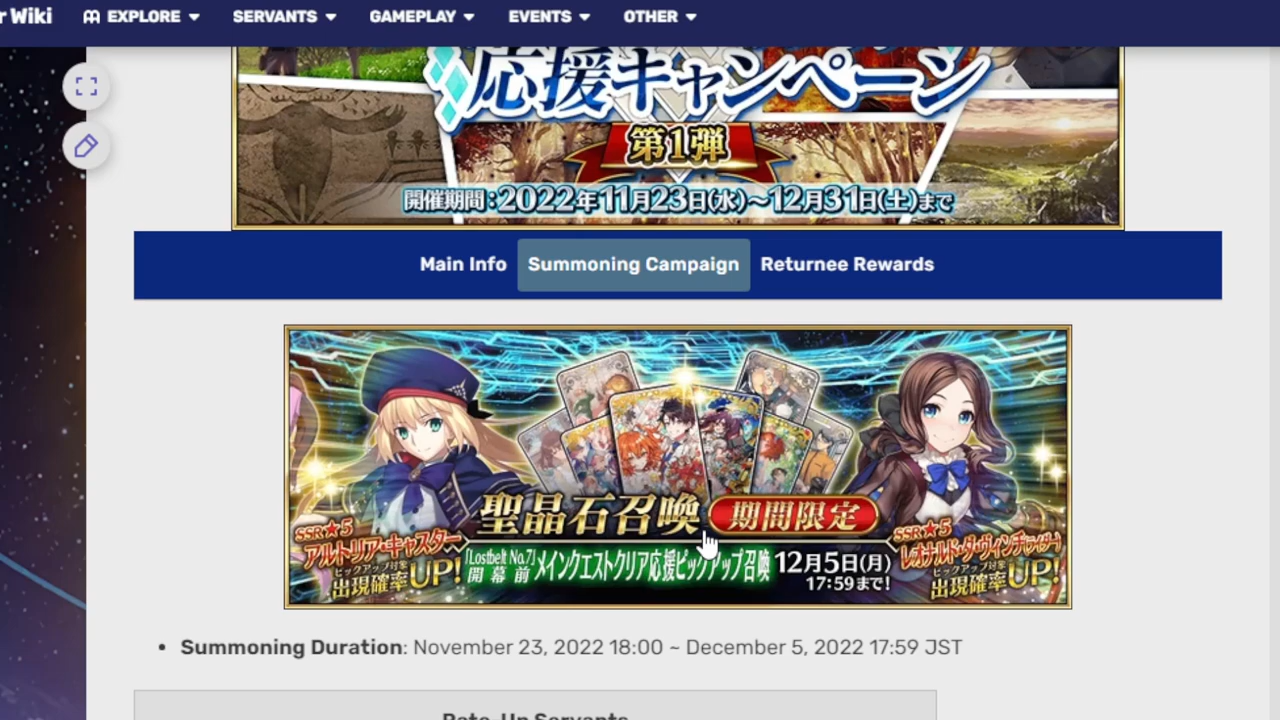 r Wiki EXPLORE SERVANTS GAMEPLAY EVENTS OTHER
応援キャンペーン
第1弾
開催期間:2022年11月23日(水)~12月31日(土)まで
Main Info Summoning Campaign Returnee Rewards
聖晶石召喚 期間限定
SSR★5
アルトリア・キャスター
ピックアップ対象
出現確率UP!
「Lostbelt No.7」
開幕前
メインクエストクリア応援ピックアップ召喚
12月5日(月)
17:59まで!
SSR★5
レオナルド・ダ・ヴィンチ(ライダー)
ピックアップ対象
出現確率UP!
• Summoning Duration: November 23, 2022 18:00 ~ December 5, 2022 17:59 JST
Rate-Up Servants